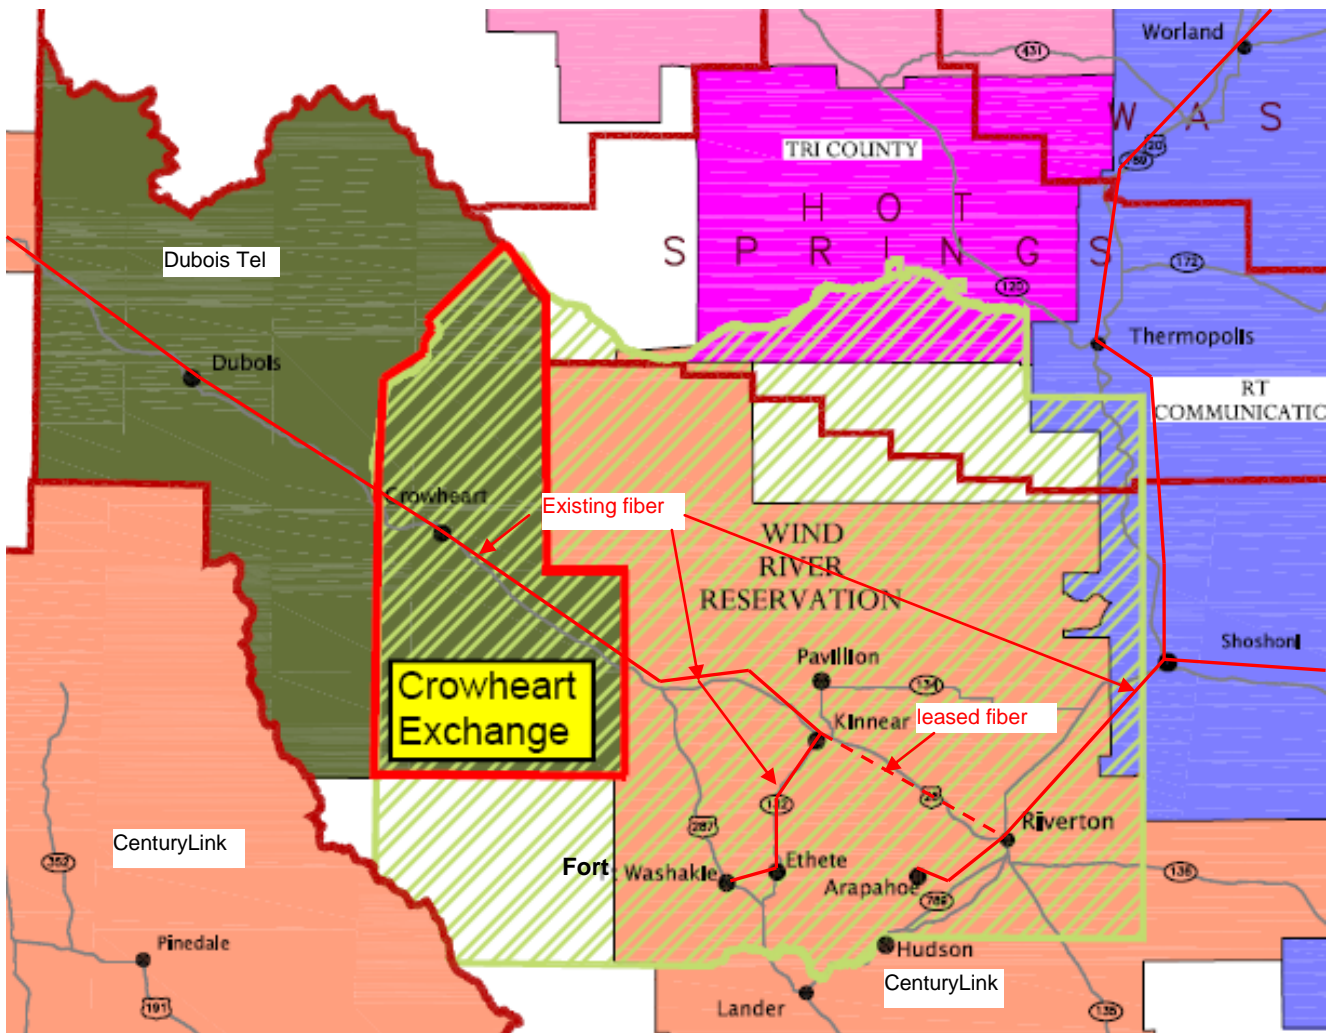 Worland
431
W A S
TRI COUNTY
20
789
H O T
S P R I N G S
Dubois Tel
172
120
Thermopolis
Dubois
RT
COMMUNICATIO
Crowheart
Existing fiber
WIND
RIVER
RESERVATION
Shoshoni
Pavillion
134
Crowheart
Exchange
Kinnear
leased fiber
132
26
Riverton
287
CenturyLink
352
Fort
Washakie
Ethete
Arapahoe
136
789
Pinedale
Hudson
CenturyLink
Lander
191
135